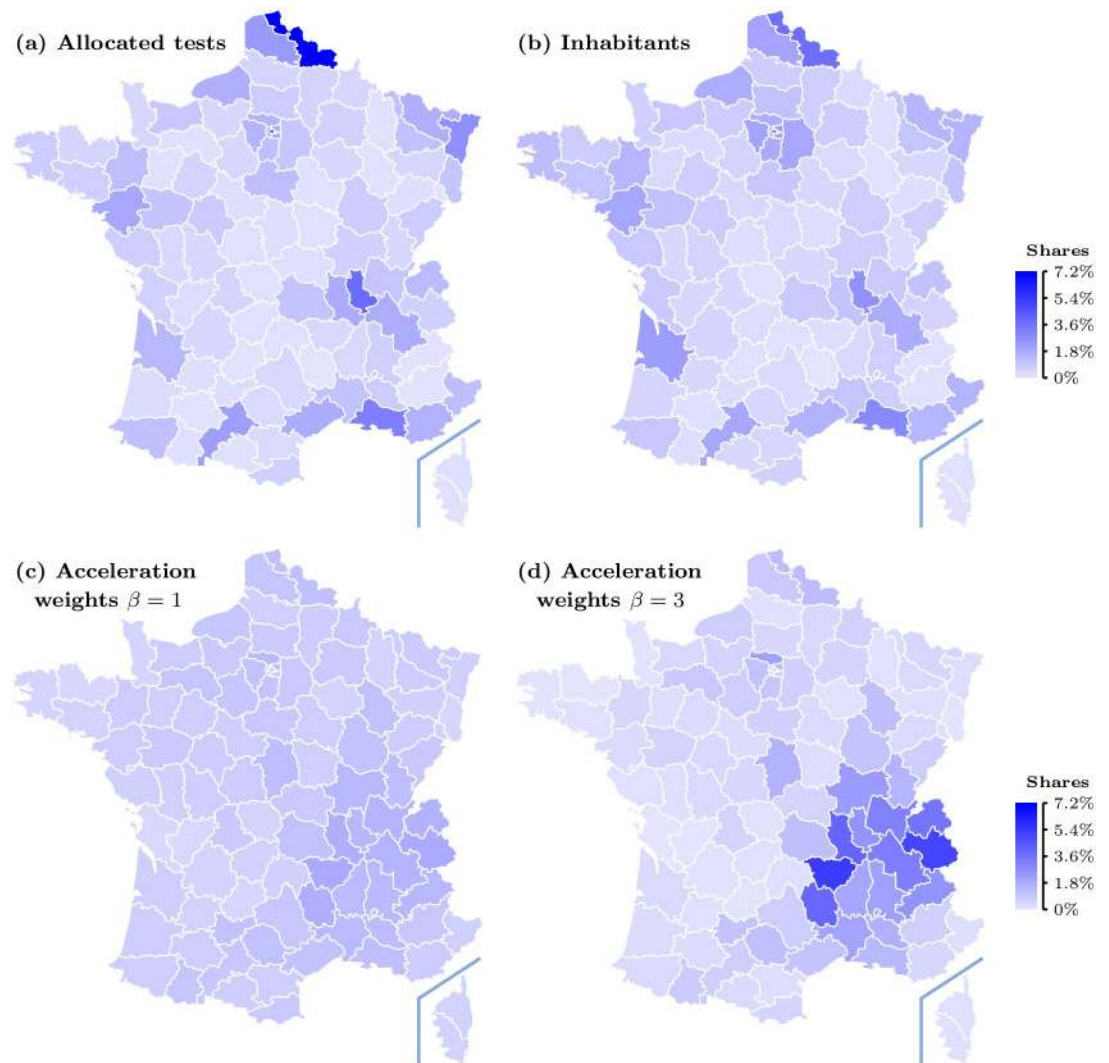 (a) Allocated tests
(b) Inhabitants
Shares
7.2%
5.4%
3.6%
1.8%
0%
(c) Acceleration
weights β = 1
(d) Acceleration
weights β = 3
Shares
7.2%
5.4%
3.6%
1.8%
0%